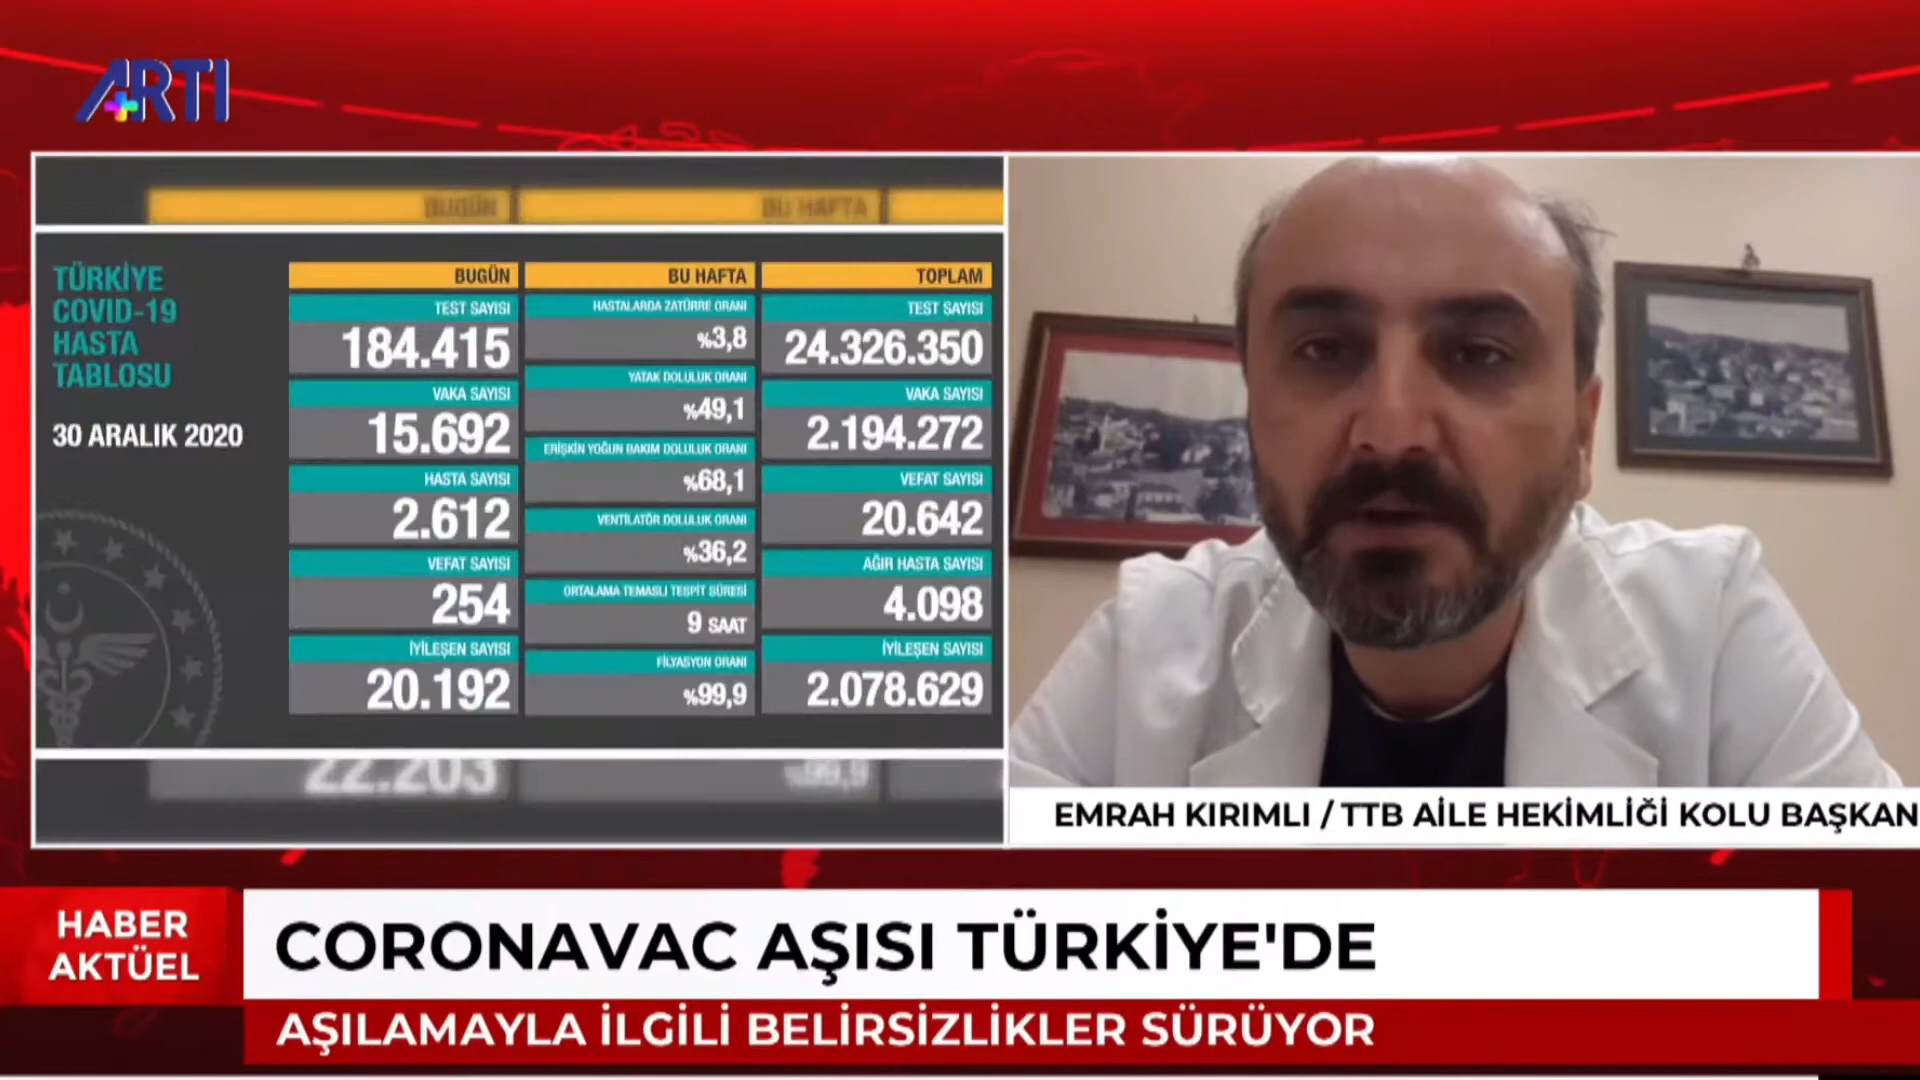 ARTI
BUGÜN
BU HAFTA
TÜRKİYE
COVID-19
HASTA
TABLOSU
30 ARALIK 2020
BUGÜN
TEST SAYISI
184.415
VAKA SAYISI
15.692
HASTA SAYISI
2.612
VEFAT SAYISI
254
İYİLEŞEN SAYISI
20.192
BU HAFTA
HASTALARDA ZATÜRRE ORANI
%3,8
YATAK DOLULUK ORANI
%49,1
ERİŞKİN YOĞUN BAKIM DOLULUK ORANI
%68,1
VENTİLATÖR DOLULUK ORANI
%36,2
ORTALAMA TEMASLI TESPİT SÜRESİ
9 SAAT
FİLYASYON ORANI
%99,9
TOPLAM
TEST SAYISI
24.326.350
VAKA SAYISI
2.194.272
VEFAT SAYISI
20.642
AĞIR HASTA SAYISI
4.098
İYİLEŞEN SAYISI
2.078.629
22.203
%99,9
EMRAH KIRIMLI / TTB AİLE HEKİMLİĞİ KOLU BAŞKAN
HABER
AKTÜEL
CORONAVAC AŞISI TÜRKİYE'DE
AŞILAMAYLA İLGİLİ BELİRSİZLİKLER SÜRÜYOR